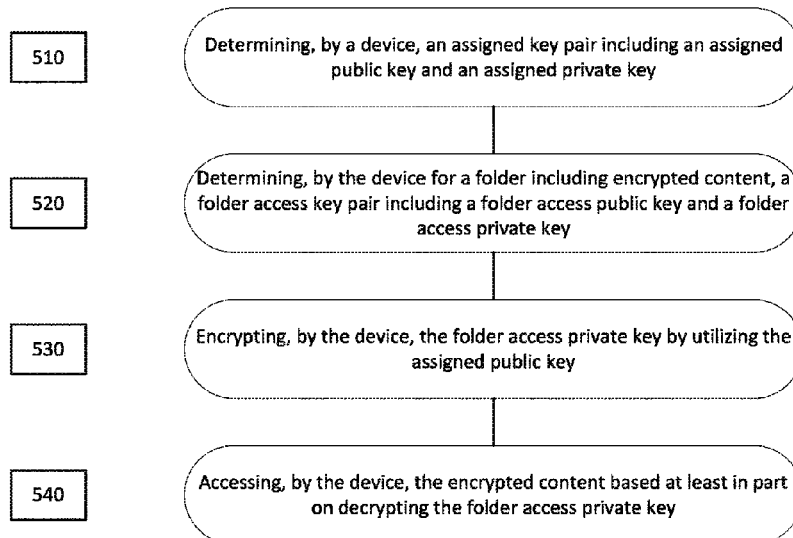 510
Determining, by a device, an assigned key pair including an assigned
public key and an assigned private key
520
Determining, by the device for a folder including encrypted content, a
folder access key pair including a folder access public key and a folder
access private key
530
Encrypting, by the device, the folder access private key by utilizing the
assigned public key
540
Accessing, by the device, the encrypted content based at least in part
on decrypting the folder access private key